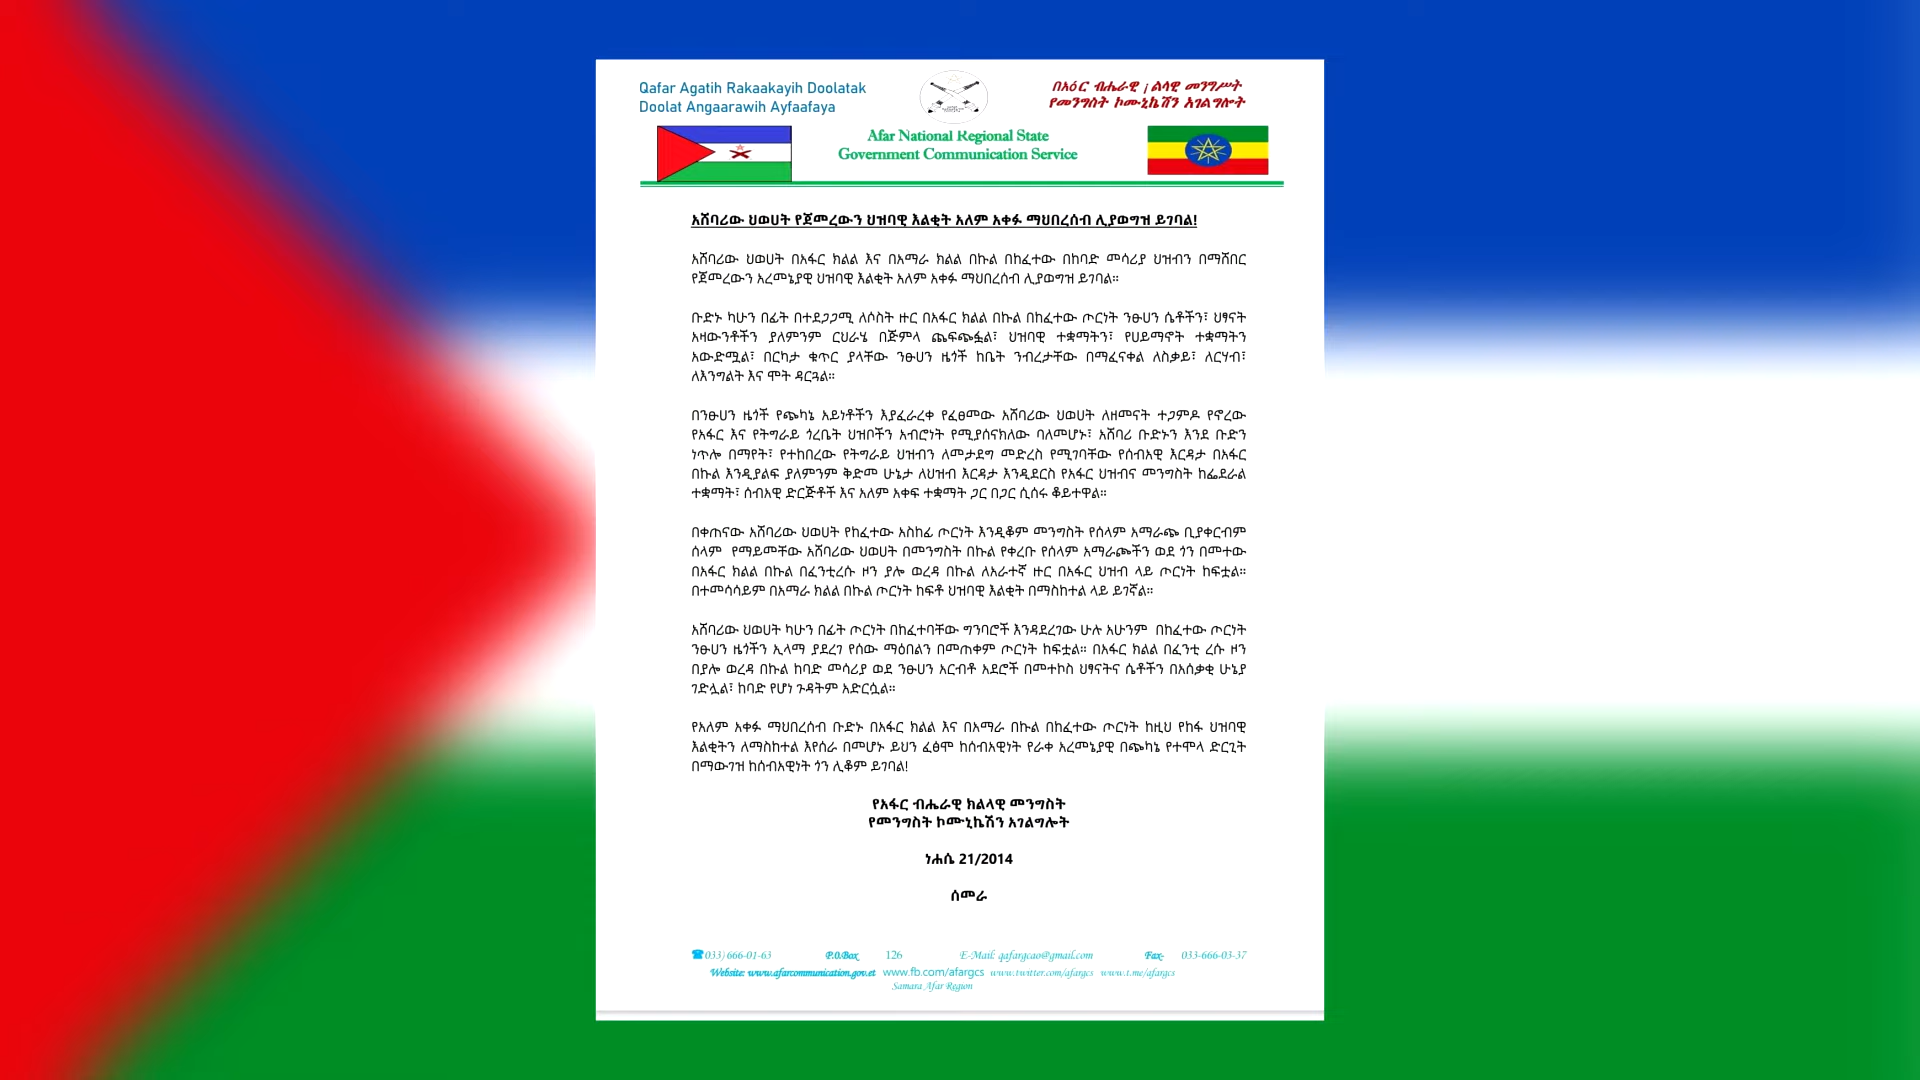 Qafar Agatih Rakaakayih Doolatak
Doolat Angaarawih Ayfaafaya
ብሔራዊ ልላዊ መንግሥት
የመንግስት ኮሙኒኬሽን አገልግሎት
Afar National Regional State
Government Communication Service
አሸባሪው ህወሀት የጀመረውን ህዝባዊ እልቂት አለም አቀፉ ማህበረሰብ ሊያወግዝ ይገባል!
አሸባሪው ህወሀት በአፋር ክልል እና በአማራ ክልል በኩል በከፈተው በከባድ መሳሪያ ህዝብን በማሸበር
የጀመረውን አረመኔያዊ ህዝባዊ እልቂት አለም አቀፉ ማህበረሰብ ሊያወግዝ ይገባል።
ቡድኑ ካሁን በፊት በተደጋጋሚ ለሶስት ዙር በአፋር ክልል በኩል በከፈተው ጦርነት ንፁሀን ሴቶችን፣ ህፃናት
አዛውንቶችን ያለምንም ርህራሄ በጅምላ ጨፍጭፏል፣ ህዝባዊ ተቋማትን፣ የሀይማኖት ተቋማትን
አውድሟል፣ በርካታ ቁጥር ያላቸው ንፁሀን ዜጎች ከቤት ንብረታቸው በማፈናቀል ለስቃይ፣ ለርሃብ፣
ለእንግልት እና ሞት ዳርጓል።
በንፁሀን ዜጎች የጭካኔ አይነቶችን እያፈራረቀ የፈፀመው አሸባሪው ህወሀት ለዘመናት ተጋምዶ የኖረው
የአፋር እና የትግራይ ጎረቤት ህዝቦችን አብሮነት የሚያሰናክለው ባለመሆኑ፣ አሸባሪ ቡድኑን እንደ ቡድን
ነጥሎ በማየት፣ የተከበረው የትግራይ ህዝብን ለመታደግ መድረስ የሚገባቸው የሰብአዊ እርዳታ በአፋር
በኩል እንዲያልፍ ያለምንም ቅድመ ሁኔታ ለህዝብ እርዳታ እንዲደርስ የአፋር ህዝብና መንግስት ከፌደራል
ተቋማት፣ ሰብአዊ ድርጅቶች እና አለም አቀፍ ተቋማት ጋር በጋር ሲሰሩ ቆይተዋል።
በቀጠናው አሸባሪው ህወሀት የከፈተው አስከፊ ጦርነት እንዲቆም መንግስት የሰላም አማራጭ ቢያቀርብም
ሰላም የማይመቸው አሸባሪው ህወሀት በመንግስት በኩል የቀረቡ የሰላም አማራጮችን ወደ ጎን በመተው
በአፋር ክልል በኩል በፈንቲረሱ ዞን ያሎ ወረዳ በኩል ለአራተኛ ዙር በአፋር ህዝብ ላይ ጦርነት ከፍቷል።
በተመሳሳይም በአማራ ክልል በኩል ጦርነት ከፍቶ ህዝባዊ እልቂት በማስከተል ላይ ይገኛል።
አሸባሪው ህወሀት ካሁን በፊት ጦርነት በከፈተባቸው ግንባሮች እንዳደረገው ሁሉ አሁንም በከፈተው ጦርነት
ንፁሀን ዜጎችን ኢላማ ያደረገ የሰው ማዕበልን በመጠቀም ጦርነት ከፍቷል። በአፋር ክልል በፈንቲ ረሱ ዞን
በያሎ ወረዳ በኩል ከባድ መሳሪያ ወደ ንፁሀን አርብቶ አደሮች በመተኮስ ህፃናትና ሴቶችን በአሰቃቂ ሁኔያ
ገድሏል፣ ከባድ የሆነ ጉዳትም አድርሷል።
የአለም አቀፉ ማህበረሰብ ቡድኑ በአፋር ክልል እና በአማራ በኩል በከፈተው ጦርነት ከዚህ የከፋ ህዝባዊ
እልቂትን ለማስከተል እየሰራ በመሆኑ ይህን ፈፅሞ ከሰብአዊነት የራቀ አረመኔያዊ በጭካኔ የተሞላ ድርጊት
በማውገዝ ከሰብአዊነት ጎን ሊቆም ይገባል!
የአፋር ብሔራዊ ክልላዊ መንግስት
የመንግስት ኮሙኒኬሽን አገልግሎት
ነሐሴ 21/2014
ሰመራ
☎033) 666-01-63 P.O.Box 126 E-Mail: qafargcao@gmail.com Fax- 033-666-03-37
Website: www.afarcommunication.gov.et www.fb.com/afargcs www.twitter.com/afargcs www.t.me/afargcs
Samara Afar Region